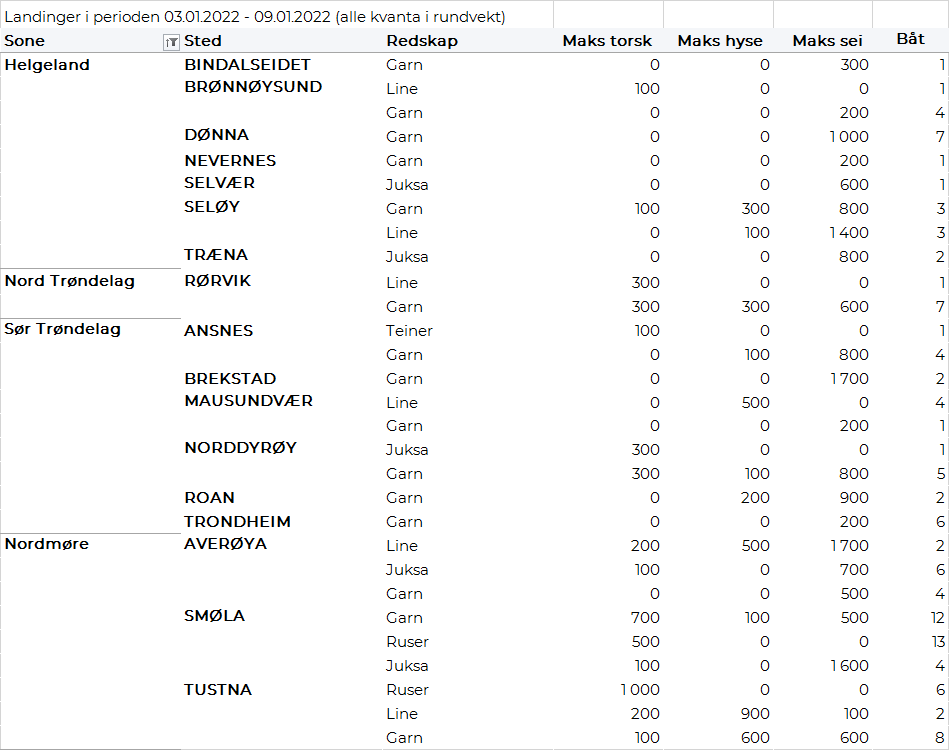 Landinger i perioden 03.01.2022 - 09.01.2022 (alle kvanta i rundvekt)
Sone Sted Redskap Maks torsk Maks hyse Maks sei Båt
Helgeland BINDALSEIDET Garn 0 0 300 1
BRØNNØYSUND Line 100 0 0 1
Garn 0 0 200 4
DØNNA Garn 0 0 1 000 7
NEVERNES Garn 0 0 200 1
SELVÆR Juksa 0 0 600 1
SELØY Garn 100 300 800 3
Line 0 100 1 400 3
TRÆNA Juksa 0 0 800 2
Nord Trøndelag RØRVIK Line 300 0 0 1
Garn 300 300 600 7
Sør Trøndelag ANSNES Teiner 100 0 0 1
Garn 0 100 800 4
BREKSTAD Garn 0 0 1 700 2
MAUSUNDVÆR Line 0 500 0 4
Garn 0 0 200 1
NORDDYRØY Juksa 300 0 0 1
Garn 300 100 800 5
ROAN Garn 0 200 900 2
TRONDHEIM Garn 0 0 200 6
Nordmøre AVERØYA Line 200 500 1 700 2
Juksa 100 0 700 6
Garn 0 0 500 4
SMØLA Garn 700 100 500 12
Ruser 500 0 0 13
Juksa 100 0 1 600 4
TUSTNA Ruser 1 000 0 0 6
Line 200 900 100 2
Garn 100 600 600 8